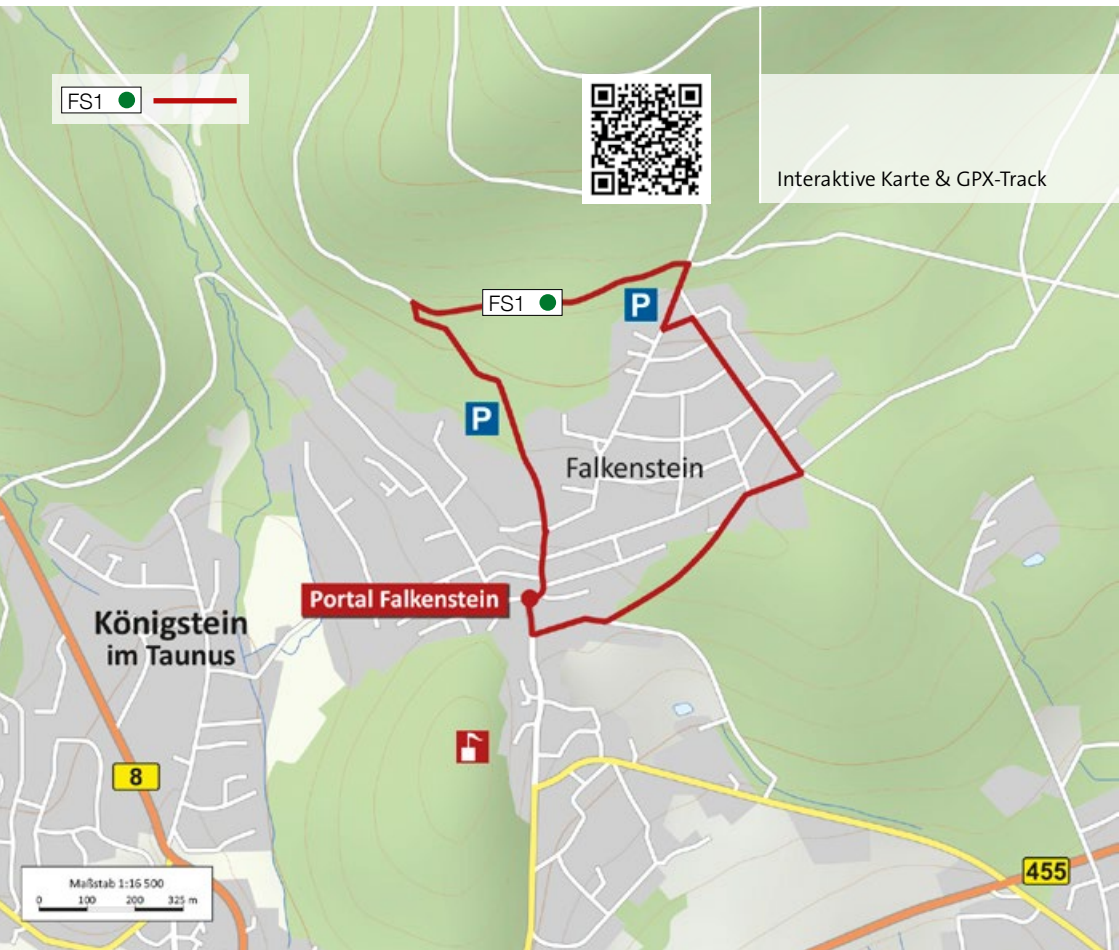 FS1
Interaktive Karte & GPX-Track
FS1
P
P
Falkenstein
Portal Falkenstein
Königstein
im Taunus
8
455
Maßstab 1:16 500
0 100 200 325 m